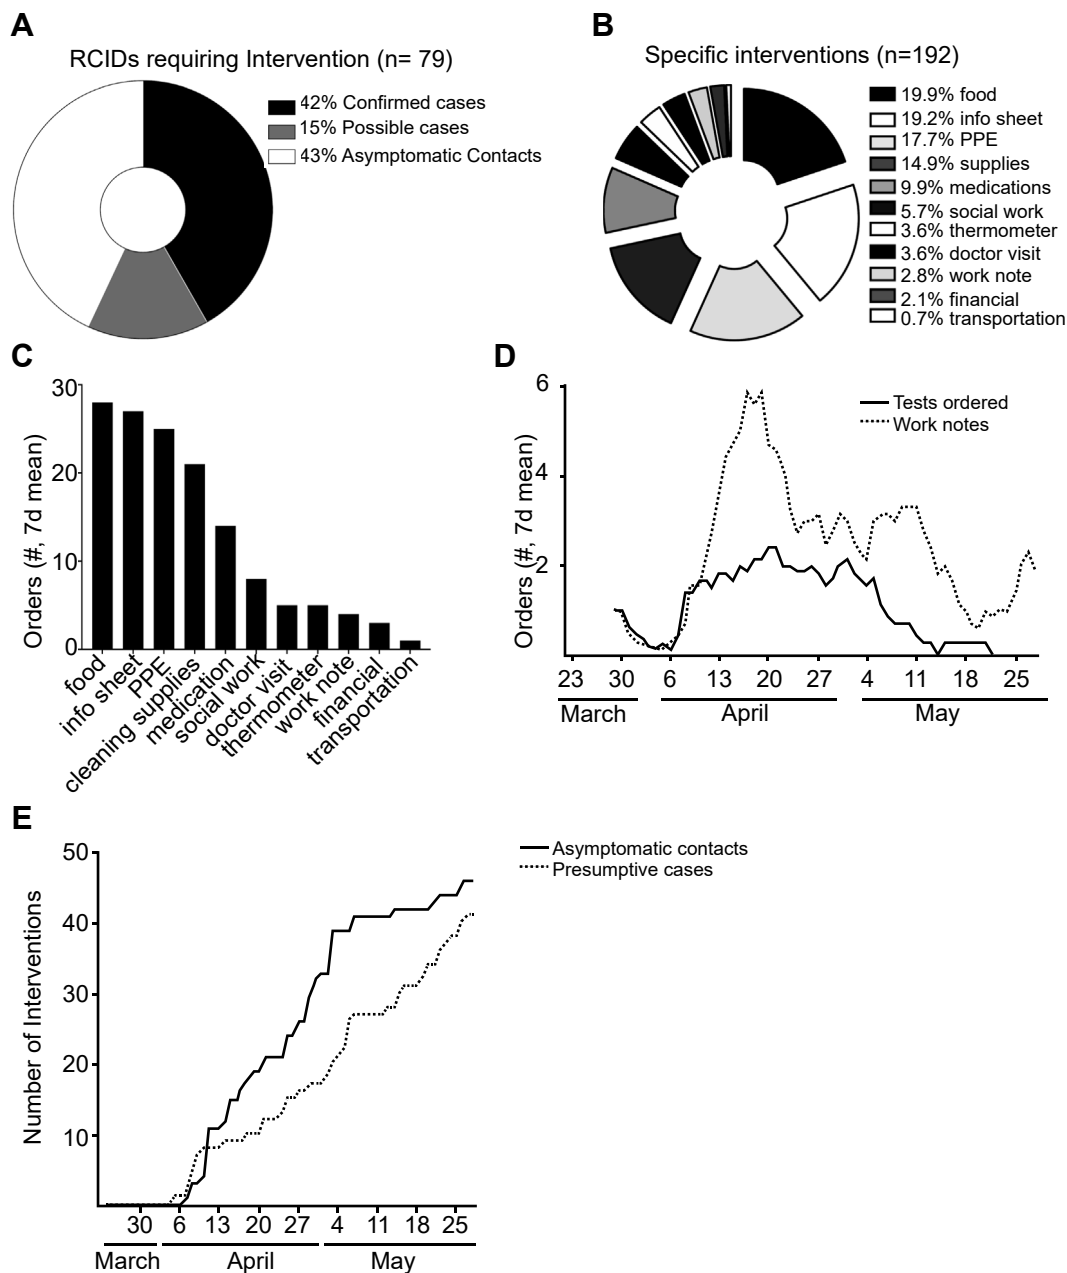 A
RCIDs requiring Intervention (n= 79)
42% Confirmed cases
15% Possible cases
43% Asymptomatic Contacts
B
Specific interventions (n=192)
19.9% food
19.2% info sheet
17.7% PPE
14.9% supplies
9.9% medications
5.7% social work
3.6% thermometer
3.6% doctor visit
2.8% work note
2.1% financial
0.7% transportation
C
Orders (#, 7d mean)
30
20
10
0
food
info sheet
PPE
cleaning supplies
medication
social work
doctor visit
thermometer
work note
financial
transportation
D
Orders (#, 7d mean)
6
4
2
Tests ordered
Work notes
23 30 6 13 20 27 4 11 18 25
March April May
E
Number of Interventions
50
40
30
20
10
Asymptomatic contacts
Presumptive cases
30 6 13 20 27 4 11 18 25
March April May